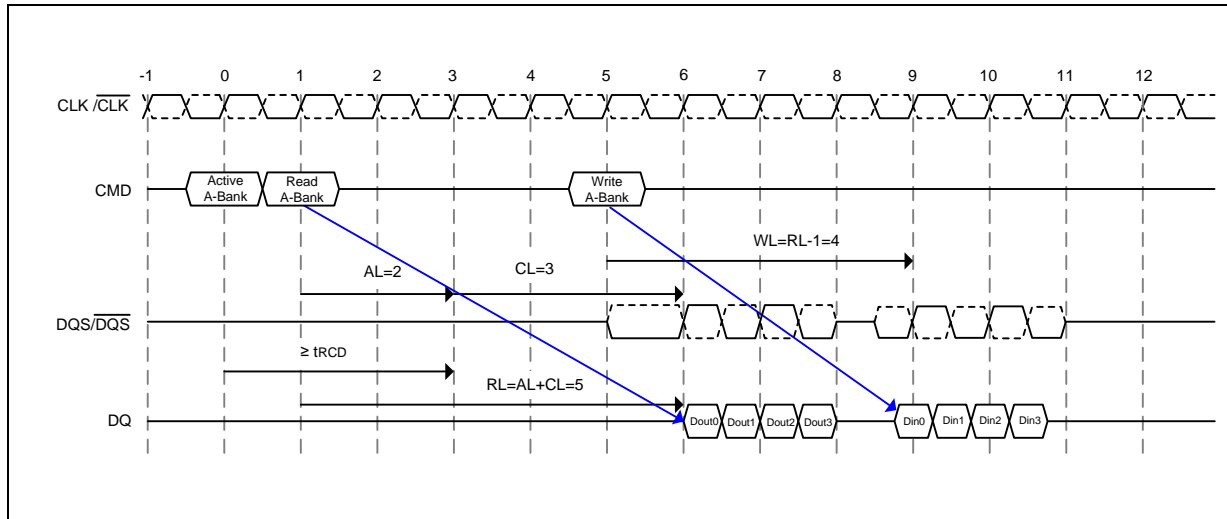 -1 0 1 2 3 4 5 6 7 8 9 10 11 12
CLK /CLK
CMD
Active
A-Bank
Read
A-Bank
Write
A-Bank
WL=RL-1=4
AL=2
CL=3
DQS/DQS
≥ tRCD
RL=AL+CL=5
DQ
Dout0 Dout1 Dout2 Dout3 Din0 Din1 Din2 Din3